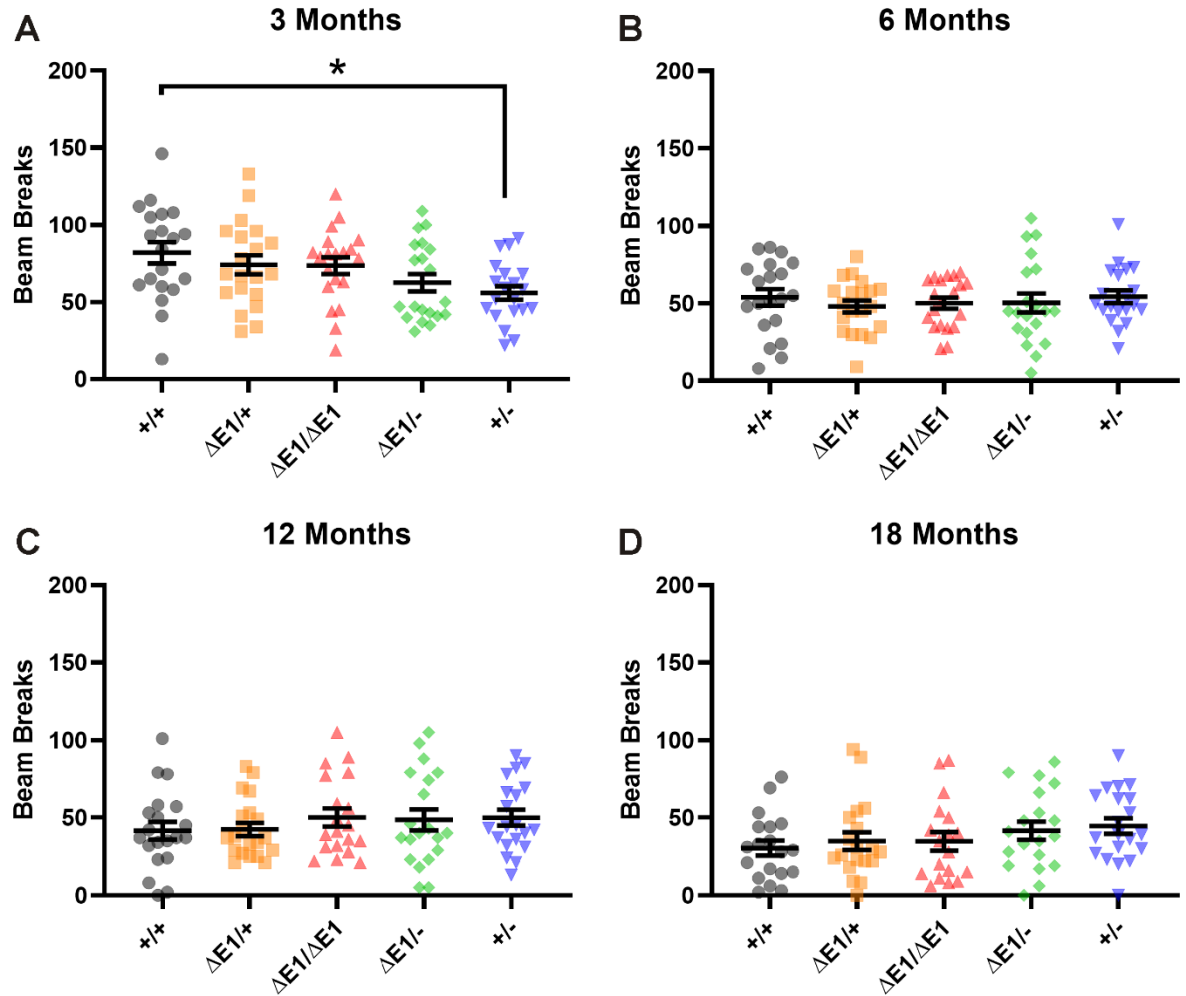 A
3 Months
*
Beam Breaks
200
150
100
50
0
+/+
ΔE1/+
ΔE1/ΔE1
ΔE1/-
+/-
B
6 Months
Beam Breaks
200
150
100
50
0
+/+
ΔE1/+
ΔE1/ΔE1
ΔE1/-
+/-
C
12 Months
Beam Breaks
200
150
100
50
0
+/+
ΔE1/+
ΔE1/ΔE1
ΔE1/-
+/-
D
18 Months
Beam Breaks
200
150
100
50
0
+/+
ΔE1/+
ΔE1/ΔE1
ΔE1/-
+/-